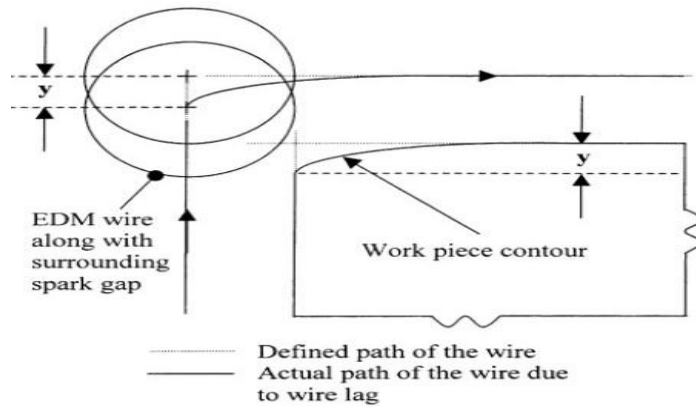 y
y
EDM wire
along with
surrounding
spark gap
Work piece contour
Defined path of the wire
Actual path of the wire due
to wire lag